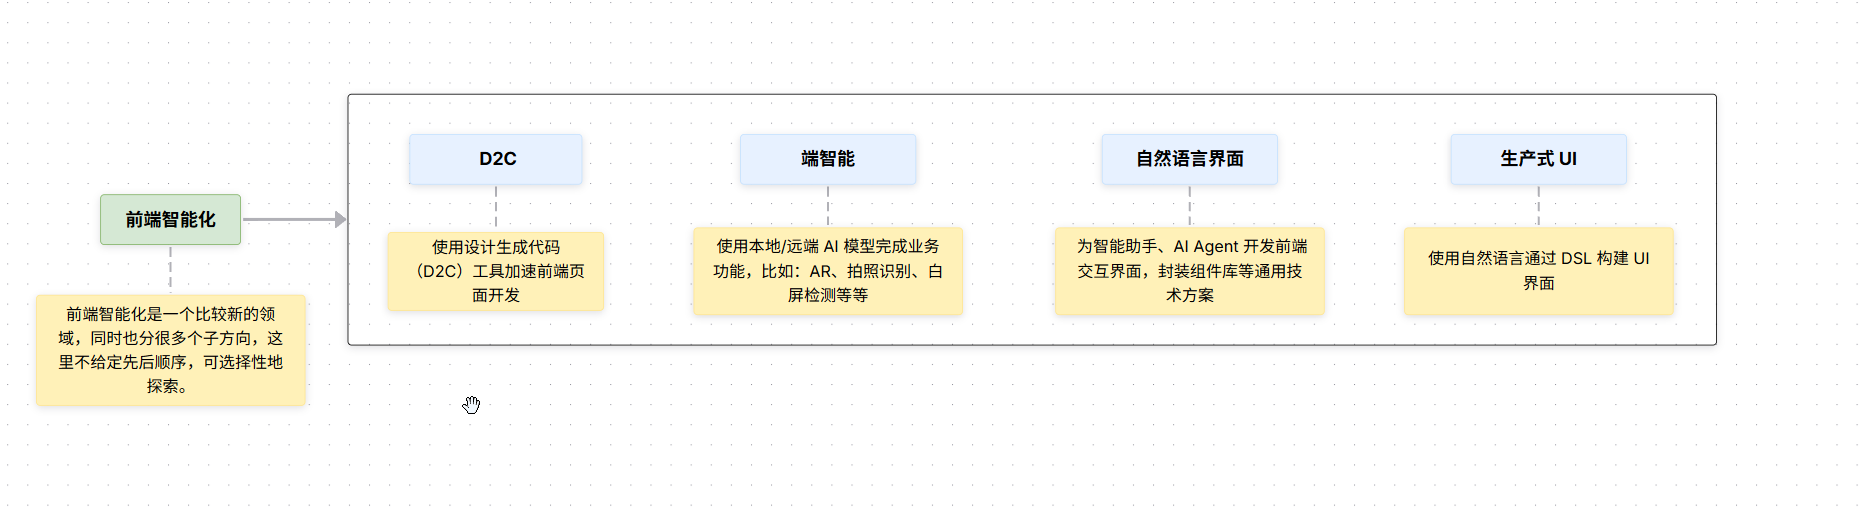 前端智能化
前端智能化是一个比较新的领
域，同时也分很多个子方向，这
里不给定先后顺序，可选择性地
探索。
D2C
使用设计生成代码
（D2C）工具加速前端页
面开发
端智能
使用本地/远端 AI 模型完成业务
功能，比如：AR、拍照识别、白
屏检测等等
自然语言界面
为智能助手、AI Agent 开发前端
交互界面，封装组件库等通用技
术方案
生产式 UI
使用自然语言通过 DSL 构建 UI
界面